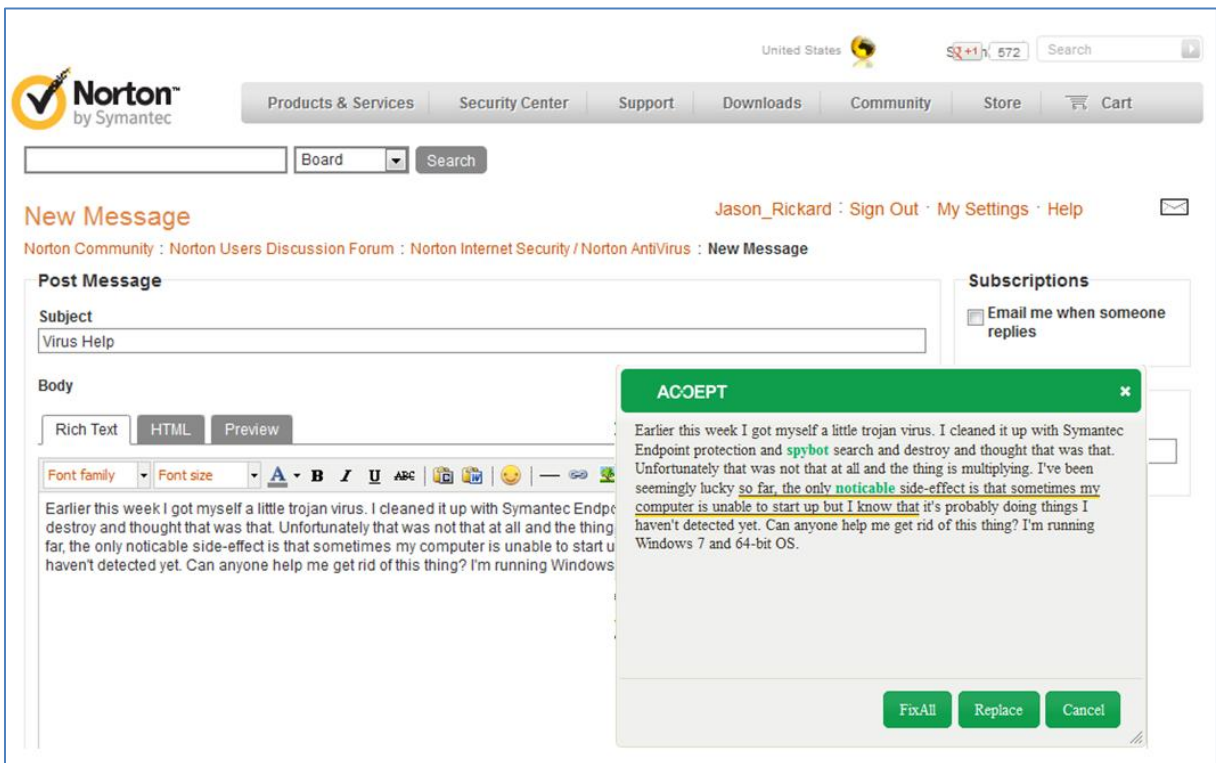 United States
+1 572 Search
Norton™
by Symantec
Products & Services Security Center Support Downloads Community Store Cart
Board Search
New Message
Jason_Rickard : Sign Out · My Settings · Help
Norton Community : Norton Users Discussion Forum : Norton Internet Security / Norton AntiVirus : New Message
Post Message
Subject
Virus Help
Body
Rich Text HTML Preview
Font family Font size A B I U ABC
Earlier this week I got myself a little trojan virus. I cleaned it up with Symantec Endpo
destroy and thought that was that. Unfortunately that was not that at all and the thing
far, the only noticable side-effect is that sometimes my computer is unable to start u
haven't detected yet. Can anyone help me get rid of this thing? I'm running Windows
Subscriptions
Email me when someone
replies
ACCEPT
Earlier this week I got myself a little trojan virus. I cleaned it up with Symantec
Endpoint protection and spybot search and destroy and thought that was that.
Unfortunately that was not that at all and the thing is multiplying. I've been
seemingly lucky so far, the only noticable side-effect is that sometimes my
computer is unable to start up but I know that it's probably doing things I
haven't detected yet. Can anyone help me get rid of this thing? I'm running
Windows 7 and 64-bit OS.
FixAll Replace Cancel